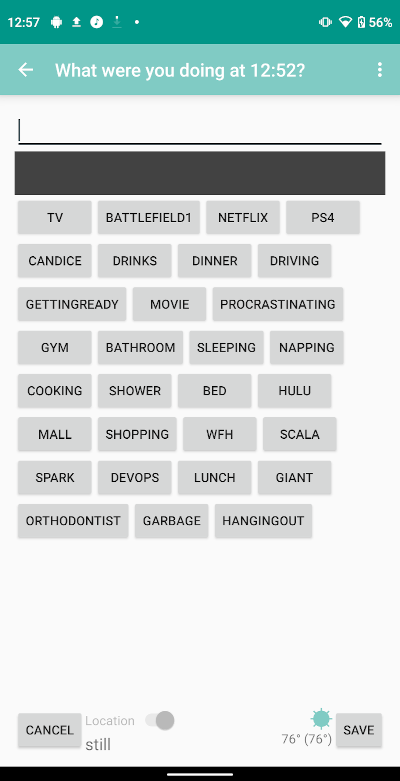 12:57 56%
What were you doing at 12:52?
TV BATTLEFIELD1 NETFLIX PS4
CANDICE DRINKS DINNER DRIVING
GETTINGREADY MOVIE PROCRASTINATING
GYM BATHROOM SLEEPING NAPPING
COOKING SHOWER BED HULU
MALL SHOPPING WFH SCALA
SPARK DEVOPS LUNCH GIANT
ORTHODONTIST GARBAGE HANGINGOUT
CANCEL Location 76° (76°) SAVE
still